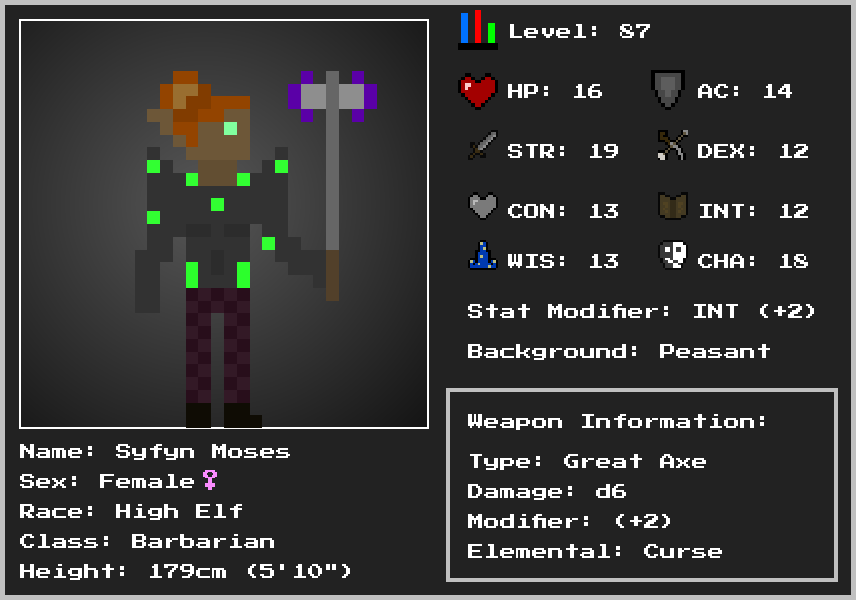 Level: 87
HP: 16
AC: 14
STR: 19
DEX: 12
CON: 13
INT: 12
WIS: 13
CHA: 18
Stat Modifier: INT (+2)
Background: Peasant
Weapon Information:
Type: Great Axe
Damage: d6
Modifier: (+2)
Elemental: Curse
Name: Syfyn Moses
Sex: Female♀
Race: High Elf
Class: Barbarian
Height: 179cm (5'10")